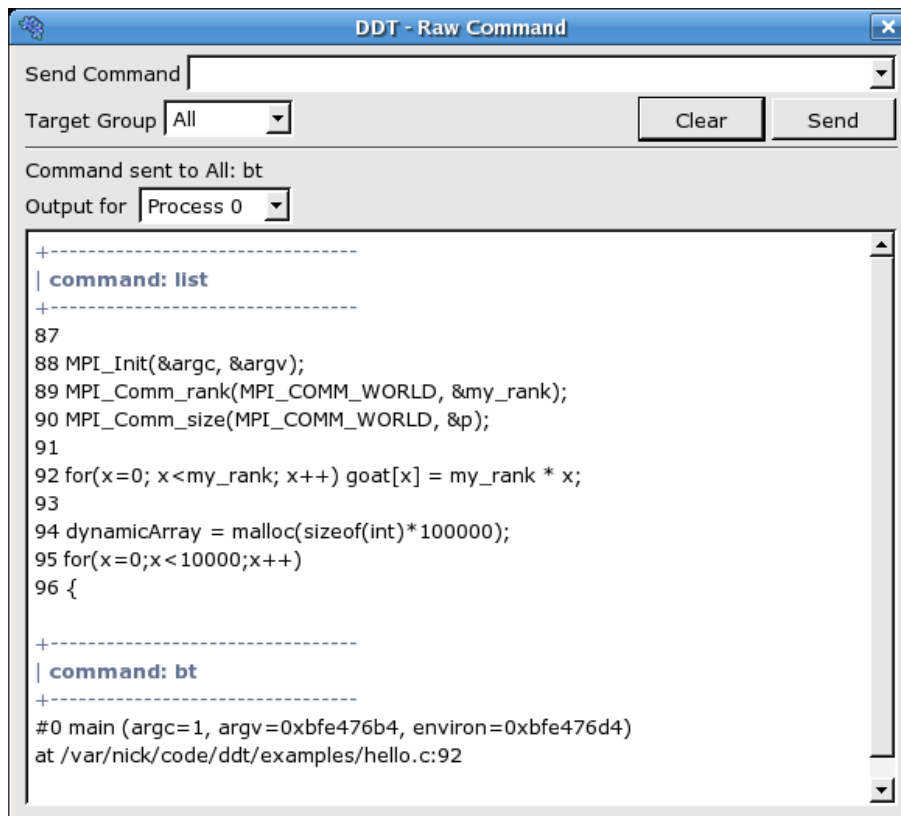 DDT - Raw Command
Send Command
Target Group All Clear Send
Command sent to All: bt
Output for Process 0
+---------------------------------
| command: list
+---------------------------------
87
88 MPI_Init(&argc, &argv);
89 MPI_Comm_rank(MPI_COMM_WORLD, &my_rank);
90 MPI_Comm_size(MPI_COMM_WORLD, &p);
91
92 for(x=0; x<my_rank; x++) goat[x] = my_rank * x;
93
94 dynamicArray = malloc(sizeof(int)*100000);
95 for(x=0;x<10000;x++)
96 {
+---------------------------------
| command: bt
+---------------------------------
#0 main (argc=1, argv=0xbfe476b4, environ=0xbfe476d4)
at /var/nick/code/ddt/examples/hello.c:92